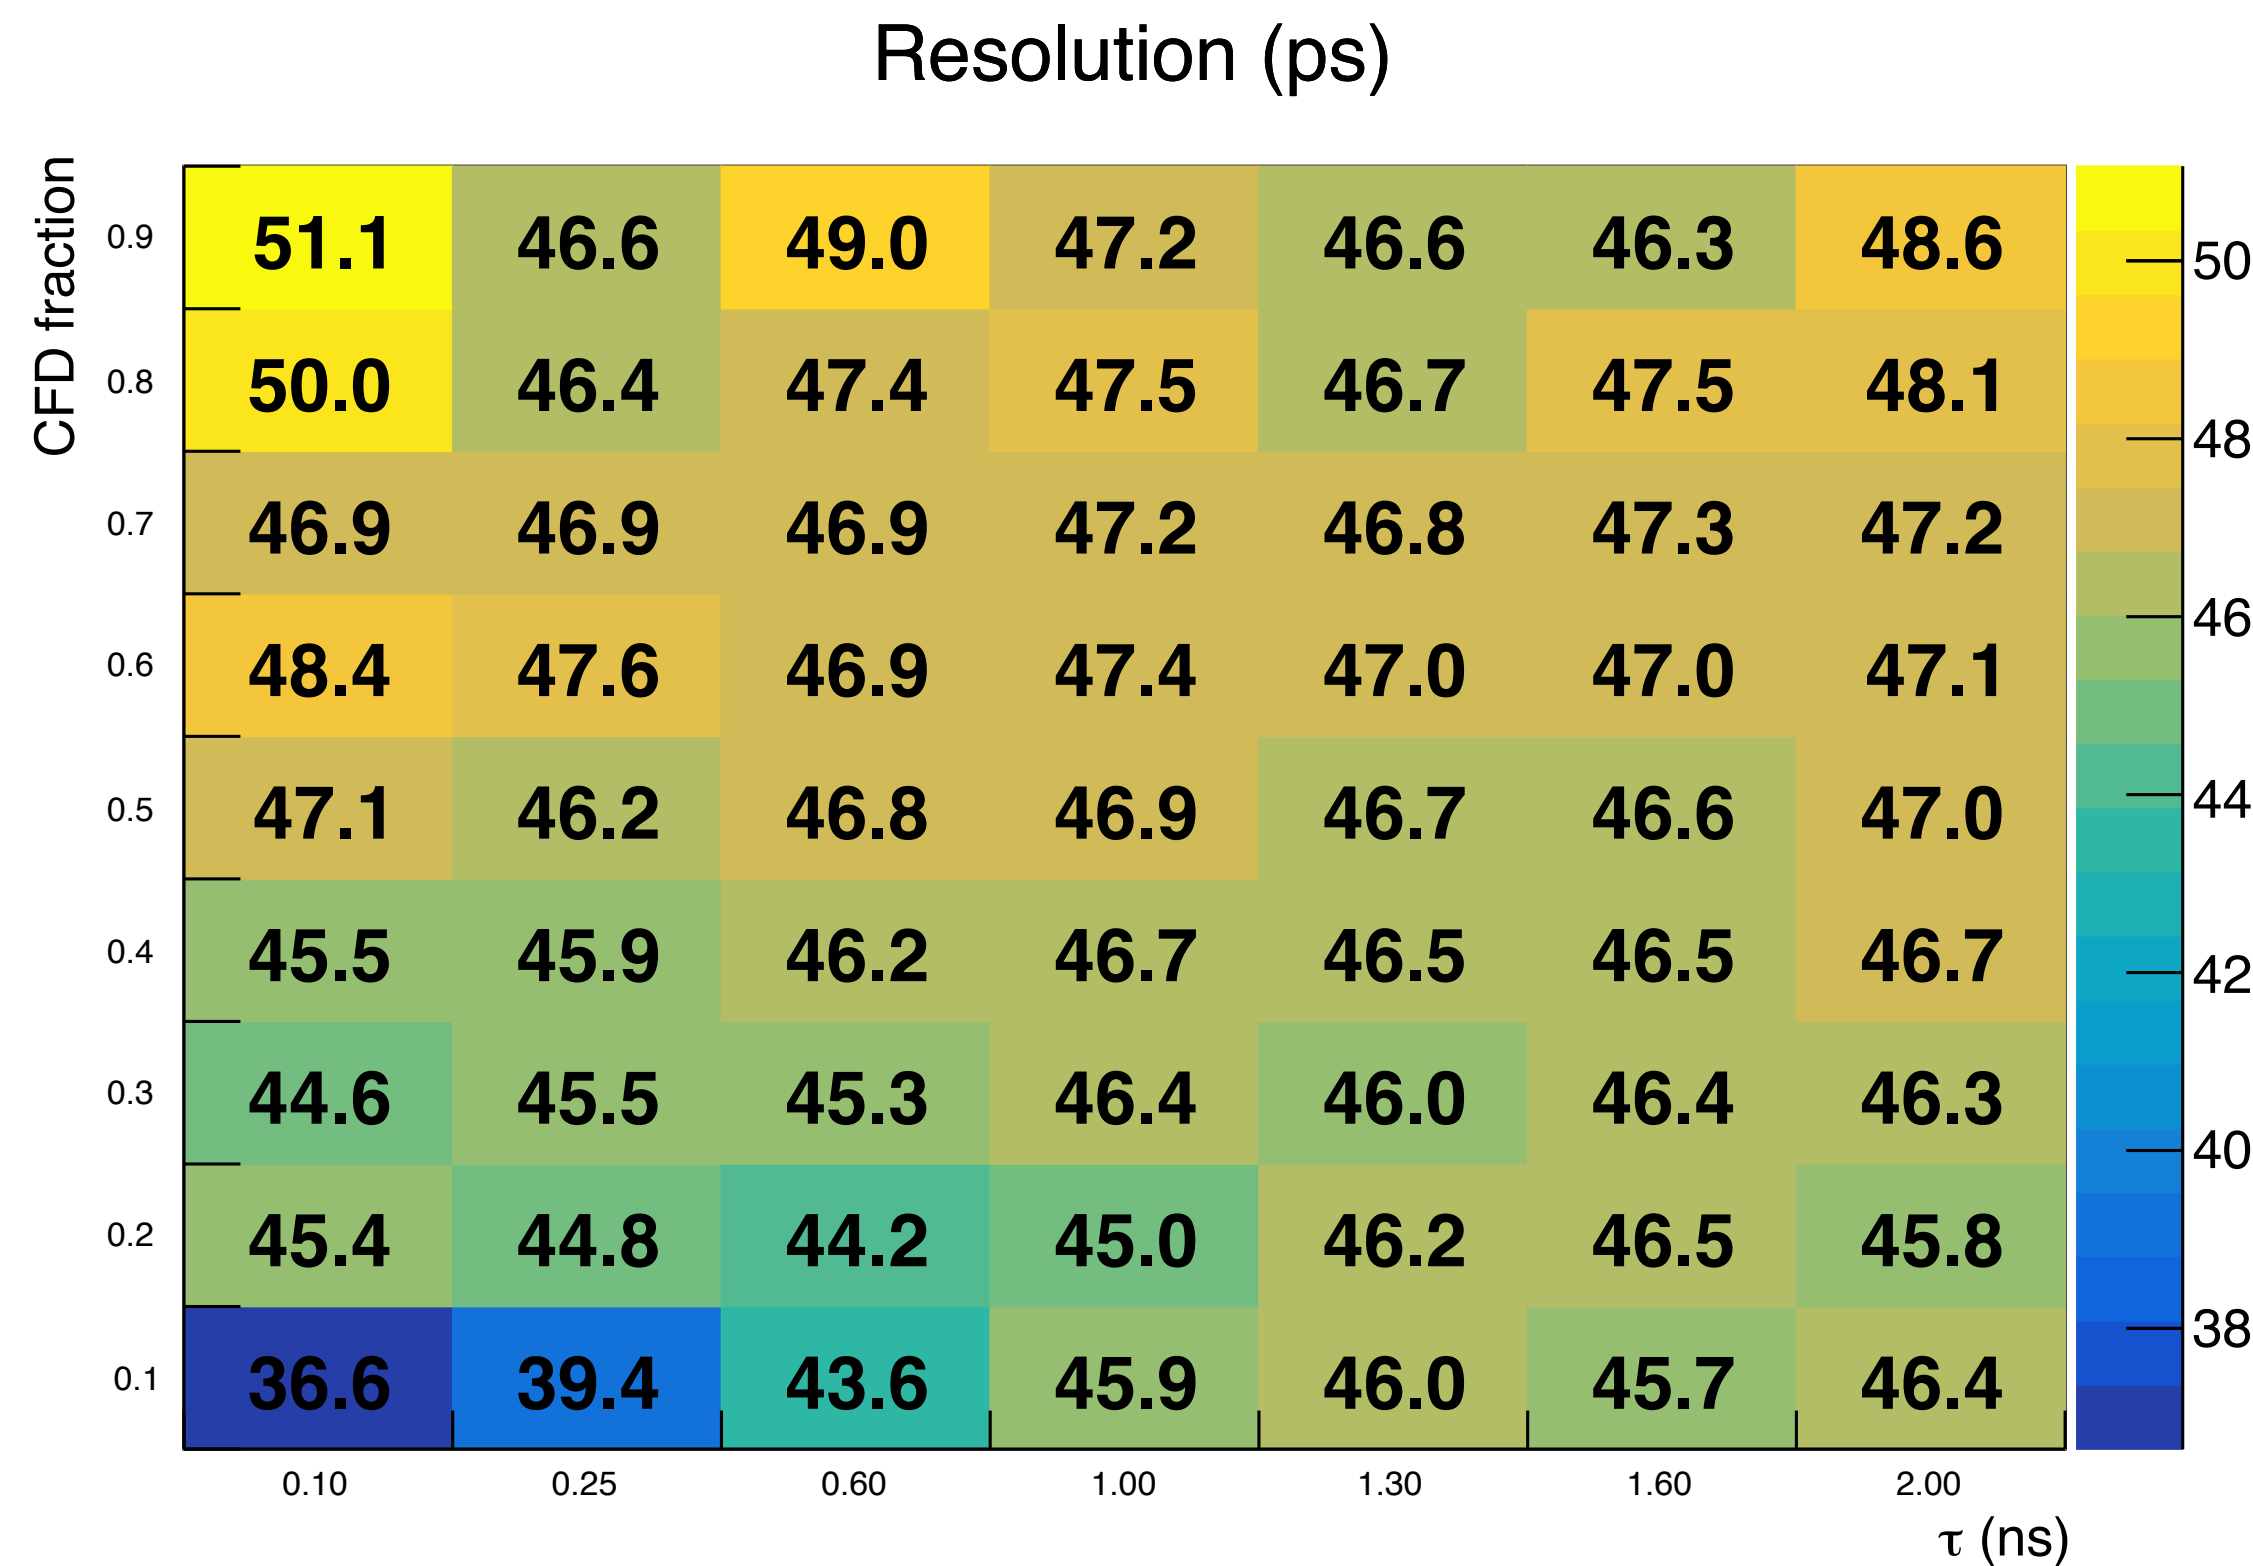 Resolution (ps)
CFD fraction
0.9 51.1 46.6 49.0 47.2 46.6 46.3 48.6
0.8 50.0 46.4 47.4 47.5 46.7 47.5 48.1
0.7 46.9 46.9 46.9 47.2 46.8 47.3 47.2
0.6 48.4 47.6 46.9 47.4 47.0 47.0 47.1
0.5 47.1 46.2 46.8 46.9 46.7 46.6 47.0
0.4 45.5 45.9 46.2 46.7 46.5 46.5 46.7
0.3 44.6 45.5 45.3 46.4 46.0 46.4 46.3
0.2 45.4 44.8 44.2 45.0 46.2 46.5 45.8
0.1 36.6 39.4 43.6 45.9 46.0 45.7 46.4
0.10 0.25 0.60 1.00 1.30 1.60 2.00
τ (ns)
50
48
46
44
42
40
38